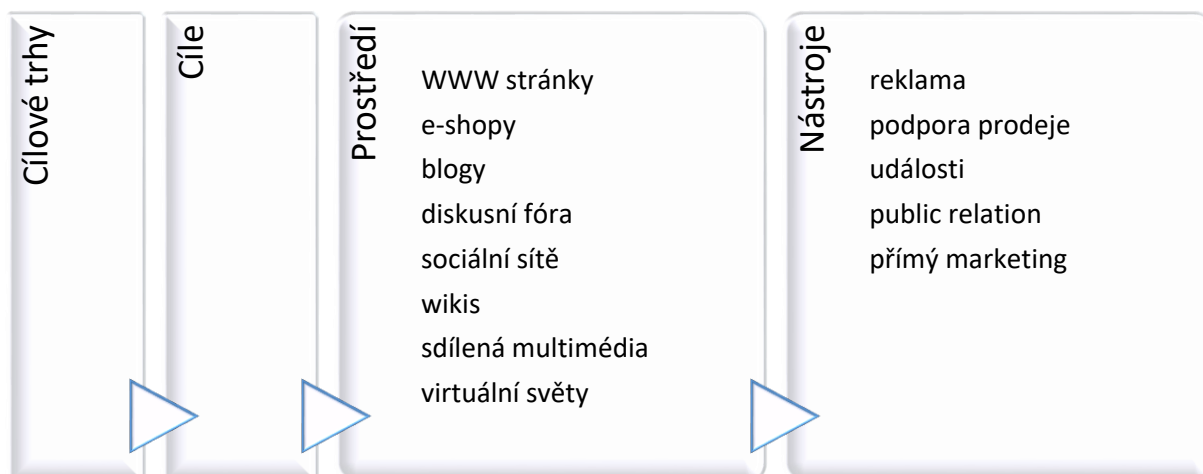 Cílové trhy
Cíle
Prostředí
WWW stránky
e-shopy
blogy
diskusní fóra
sociální sítě
wikis
sdílená multimédia
virtuální světy
Nástroje
reklama
podpora prodeje
události
public relation
přímý marketing